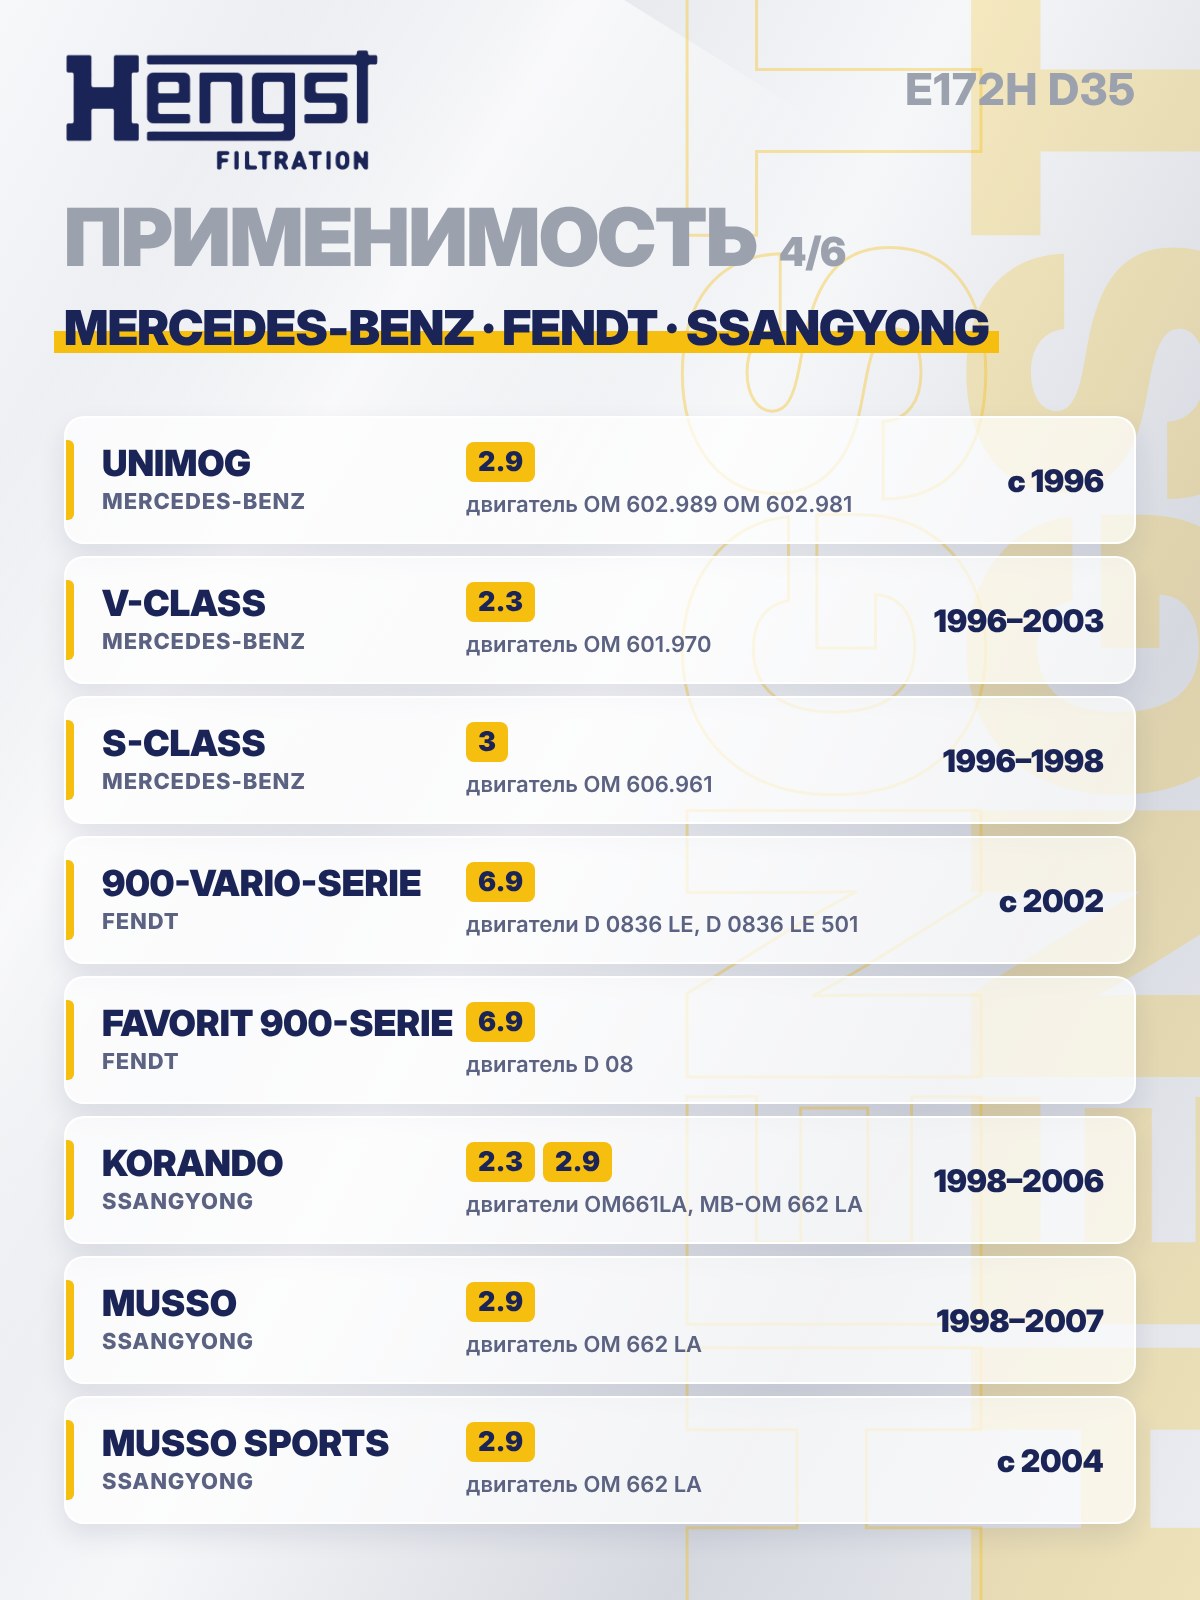 Hengst
FILTRATION
E172H D35
ПРИМЕНИМОСТЬ 4/6
MERCEDES-BENZ · FENDT · SSANGYONG
UNIMOG
MERCEDES-BENZ
2.9
двигатель OM 602.989 OM 602.981
с 1996
V-CLASS
MERCEDES-BENZ
2.3
двигатель OM 601.970
1996–2003
S-CLASS
MERCEDES-BENZ
3
двигатель OM 606.961
1996–1998
900-VARIO-SERIE
FENDT
6.9
двигатели D 0836 LE, D 0836 LE 501
с 2002
FAVORIT 900-SERIE
FENDT
6.9
двигатель D 08
KORANDO
SSANGYONG
2.3 2.9
двигатели OM661LA, MB-OM 662 LA
1998–2006
MUSSO
SSANGYONG
2.9
двигатель OM 662 LA
1998–2007
MUSSO SPORTS
SSANGYONG
2.9
двигатель OM 662 LA
с 2004
HENGST
HENGST